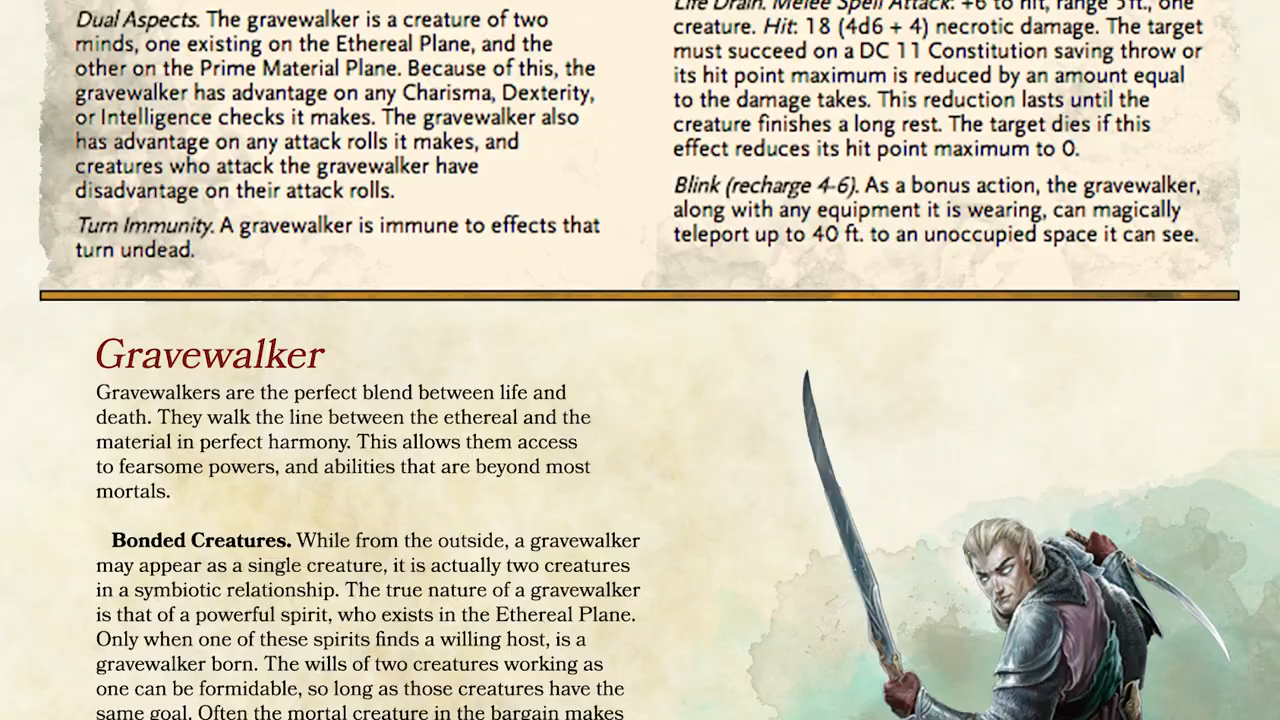 Dual Aspects. The gravewalker is a creature of two
minds, one existing on the Ethereal Plane, and the
other on the Prime Material Plane. Because of this, the
gravewalker has advantage on any Charisma, Dexterity,
or Intelligence checks it makes. The gravewalker also
has advantage on any attack rolls it makes, and
creatures who attack the gravewalker have
disadvantage on their attack rolls.
Turn Immunity. A gravewalker is immune to effects that
turn undead.
Life Drain. Melee Spell Attack: +6 to hit, range 5 ft., one
creature. Hit: 18 (4d6 + 4) necrotic damage. The target
must succeed on a DC 11 Constitution saving throw or
its hit point maximum is reduced by an amount equal
to the damage takes. This reduction lasts until the
creature finishes a long rest. The target dies if this
effect reduces its hit point maximum to 0.
Blink (recharge 4-6). As a bonus action, the gravewalker,
along with any equipment it is wearing, can magically
teleport up to 40 ft. to an unoccupied space it can see.
Gravewalker
Gravewalkers are the perfect blend between life and
death. They walk the line between the ethereal and the
material in perfect harmony. This allows them access
to fearsome powers, and abilities that are beyond most
mortals.
Bonded Creatures. While from the outside, a gravewalker
may appear as a single creature, it is actually two creatures
in a symbiotic relationship. The true nature of a gravewalker
is that of a powerful spirit, who exists in the Ethereal Plane.
Only when one of these spirits finds a willing host, is a
gravewalker born. The wills of two creatures working as
one can be formidable, so long as those creatures have the
same goal. Often the mortal creature in the bargain makes